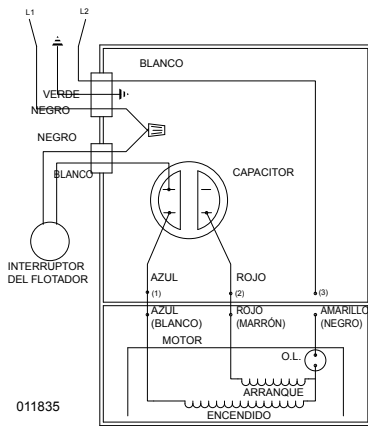 L1
L2
BLANCO
VERDE
NEGRO
NEGRO
BLANCO
CAPACITOR
INTERRUPTOR
DEL FLOTADOR
AZUL
ROJO
(1)
(2)
(3)
AZUL
(BLANCO)
ROJO
(MARRÓN)
AMARILLO
(NEGRO)
MOTOR
O.L.
ARRANQUE
ENCENDIDO
011835